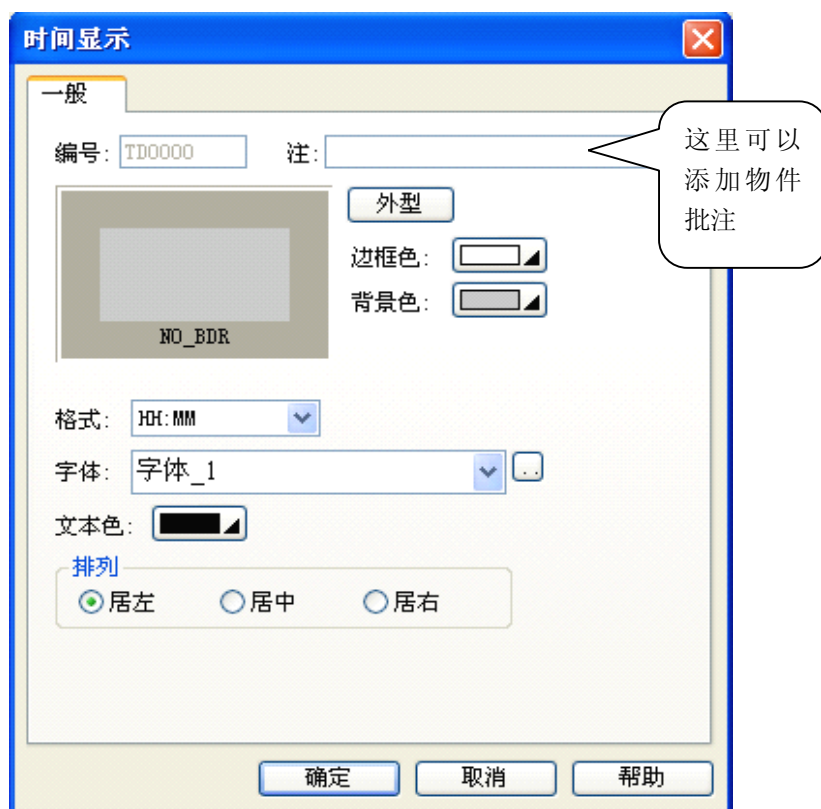 时间显示
一般
编号: TD0000 注:
这里可以
添加物件
批注
外型
边框色:
背景色:
NO_BDR
格式: HH:MM
字体: 字体_1 ..
文本色:
排列
居左 居中 居右
确定 取消 帮助